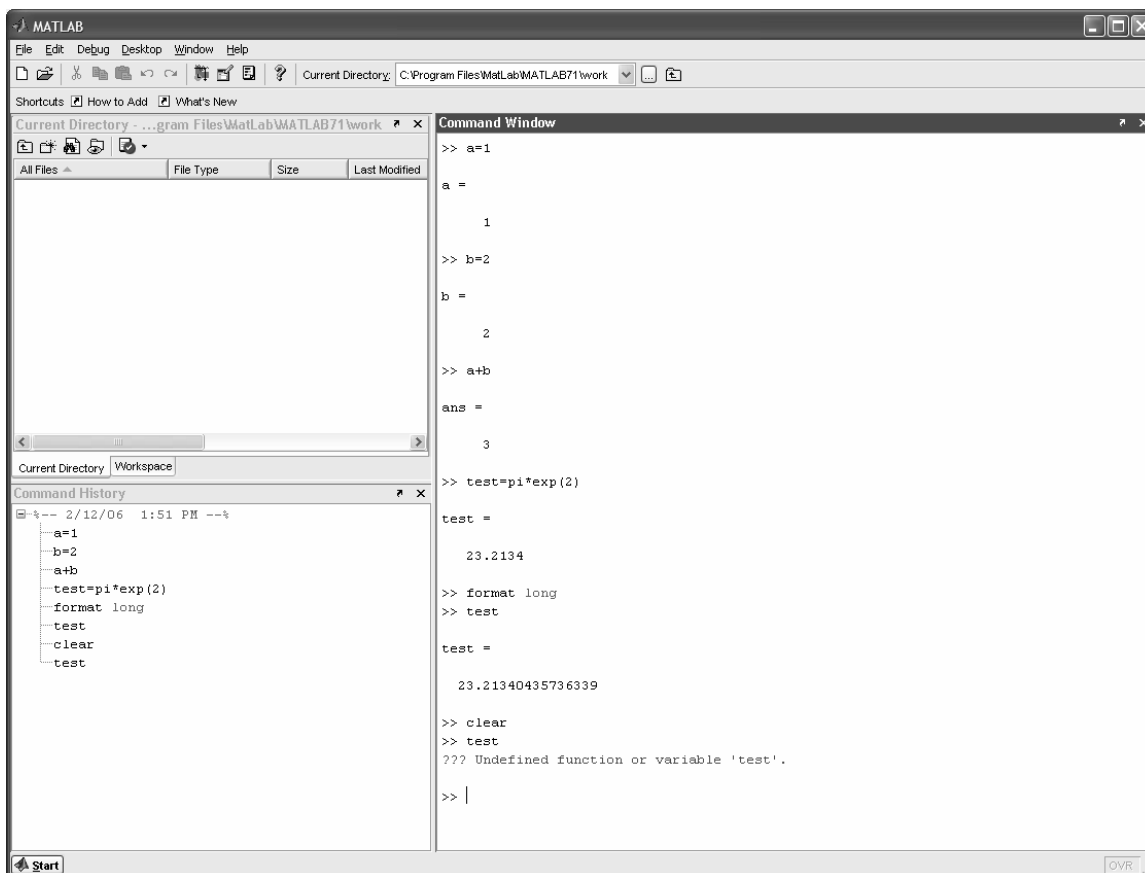 MATLAB
File Edit Debug Desktop Window Help
Current Directory: C:\Program Files\MatLab\MATLAB71\work ...
Shortcuts How to Add What's New
Current Directory - ...gram Files\MatLab\MATLAB71\work
All Files File Type Size Last Modified
Current Directory Workspace
Command History
%-- 2/12/06 1:51 PM --%
a=1
b=2
a+b
test=pi*exp(2)
format long
test
clear
test
Command Window
>> a=1
a =
1
>> b=2
b =
2
>> a+b
ans =
3
>> test=pi*exp(2)
test =
23.2134
>> format long
>> test
test =
23.21340435736339
>> clear
>> test
??? Undefined function or variable 'test'.
>>
Start
OVR